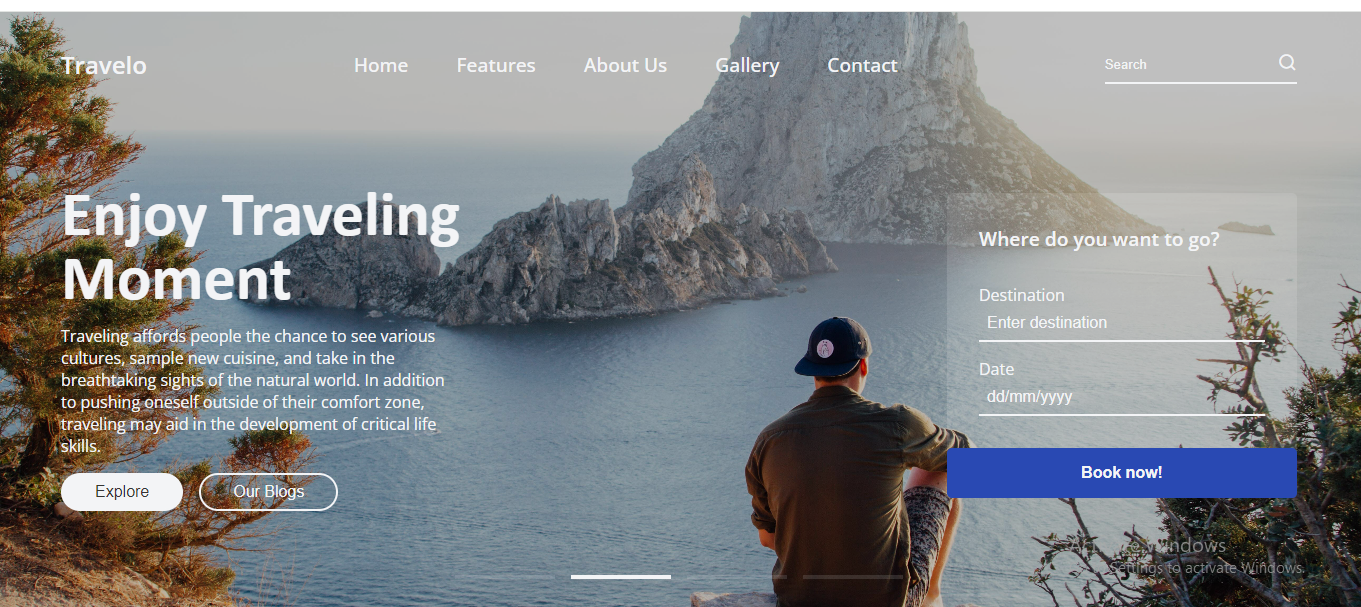 Travelo
Home
Features
About Us
Gallery
Contact
Search
Enjoy Traveling
Moment
Traveling affords people the chance to see various
cultures, sample new cuisine, and take in the
breathtaking sights of the natural world. In addition
to pushing oneself outside of their comfort zone,
traveling may aid in the development of critical life
skills.
Explore
Our Blogs
Where do you want to go?
Destination
Enter destination
Date
dd/mm/yyyy
Book now!
Activate Windows
Settings to activate Windows.